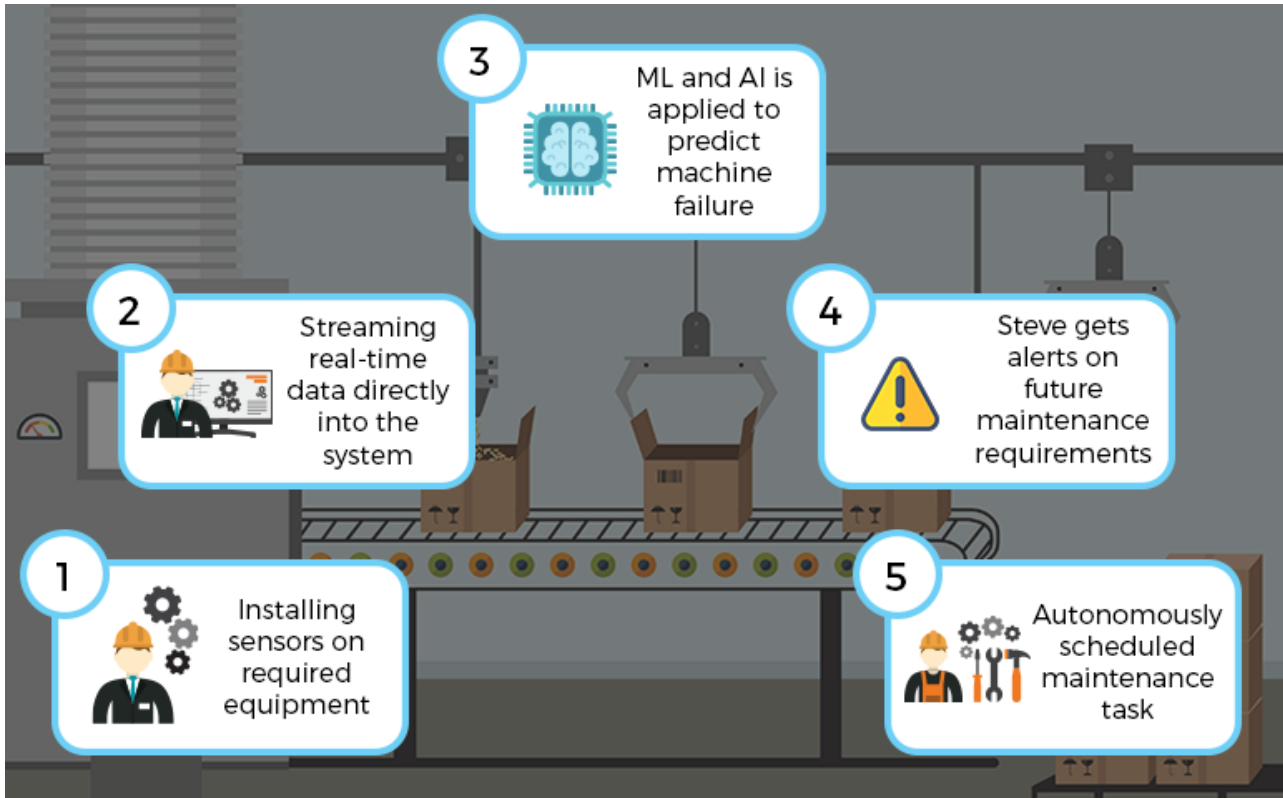 1
Installing
sensors on
required
equipment
2
Streaming
real-time
data directly
into the
system
3
ML and AI is
applied to
predict
machine
failure
4
Steve gets
alerts on
future
maintenance
requirements
5
Autonomously
scheduled
maintenance
task